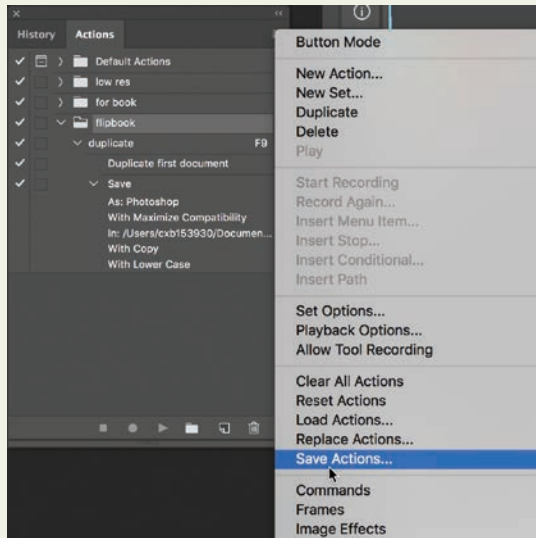 History Actions
Default Actions
low res
for book
flipbook
duplicate F9
Duplicate first document
Save
As: Photoshop
With Maximize Compatibility
In: /Users/cxb153930/Documen...
With Copy
With Lower Case
Button Mode
New Action...
New Set...
Duplicate
Delete
Play
Start Recording
Record Again...
Insert Menu Item...
Insert Stop...
Insert Conditional...
Insert Path
Set Options...
Playback Options...
Allow Tool Recording
Clear All Actions
Reset Actions
Load Actions...
Replace Actions...
Save Actions...
Commands
Frames
Image Effects